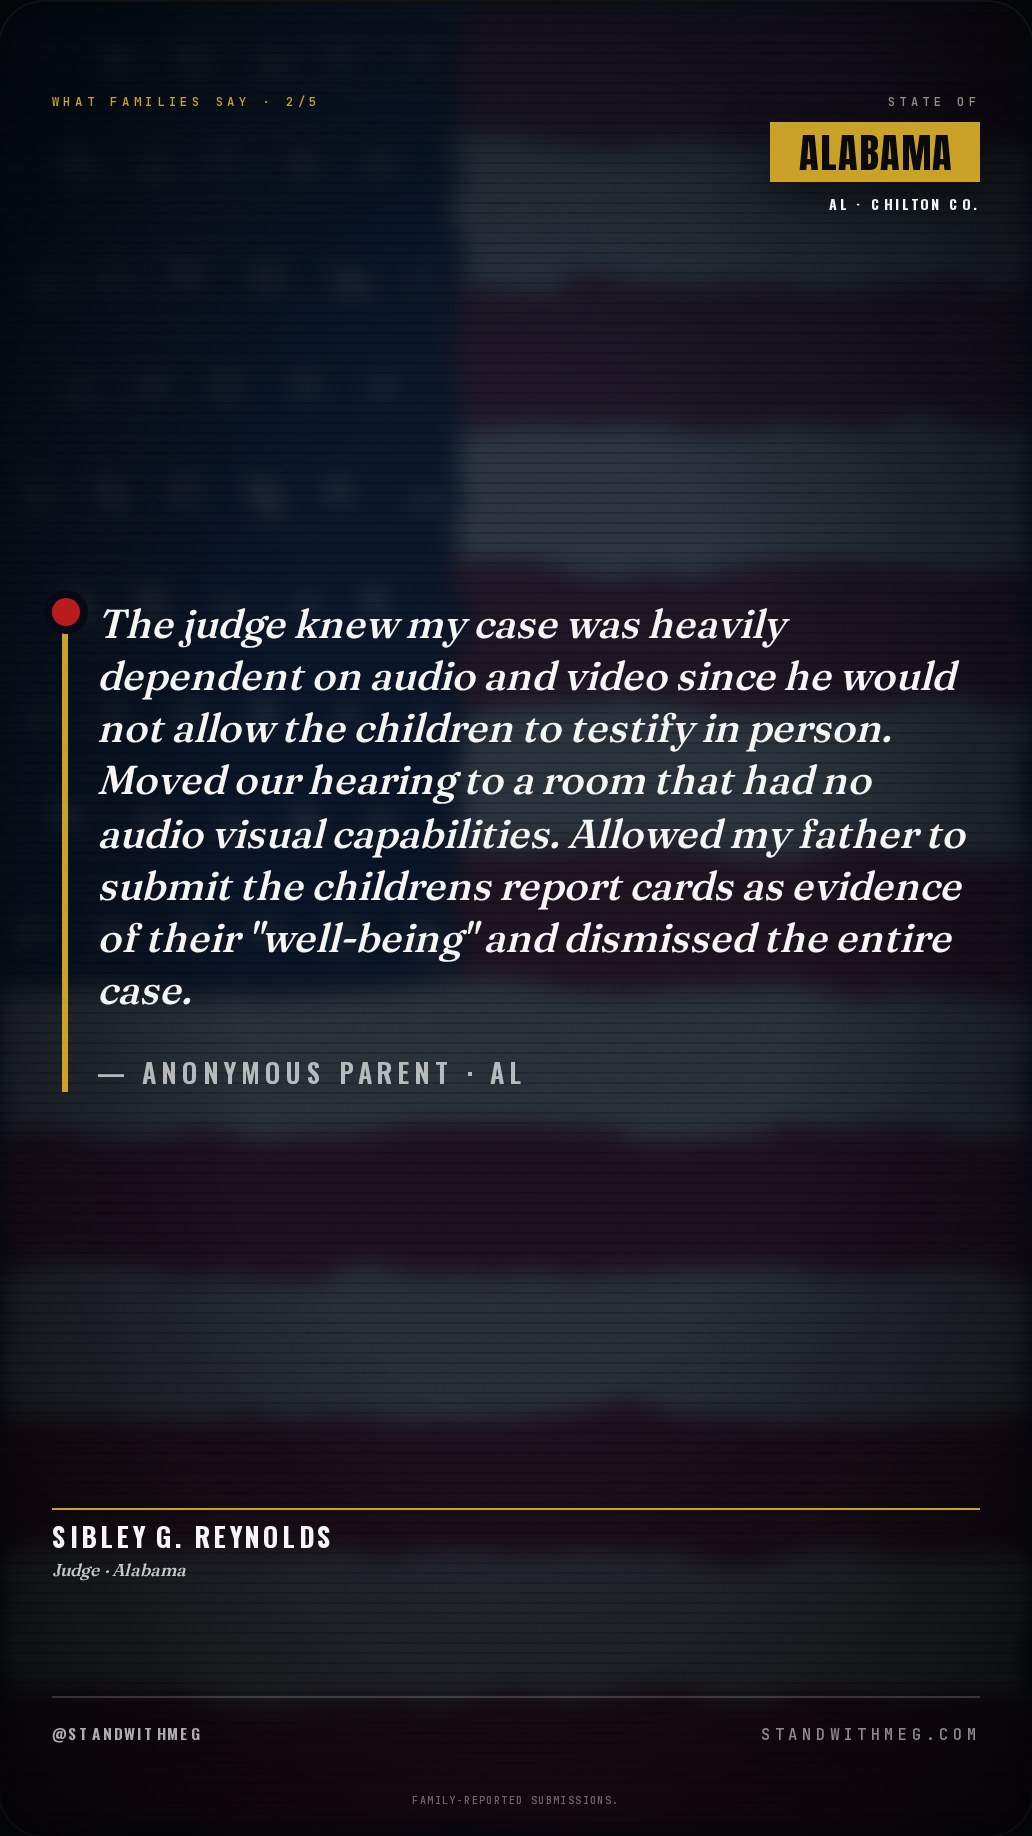 WHAT FAMILIES SAY · 2/5
STATE OF
ALABAMA
AL · CHILTON CO.
The judge knew my case was heavily
dependent on audio and video since he would
not allow the children to testify in person.
Moved our hearing to a room that had no
audio visual capabilities. Allowed my father to
submit the childrens report cards as evidence
of their "well-being" and dismissed the entire
case.
— ANONYMOUS PARENT · AL
SIBLEY G. REYNOLDS
Judge · Alabama
@STANDWITHMEG
STANDWITHMEG.COM
FAMILY-REPORTED SUBMISSIONS.